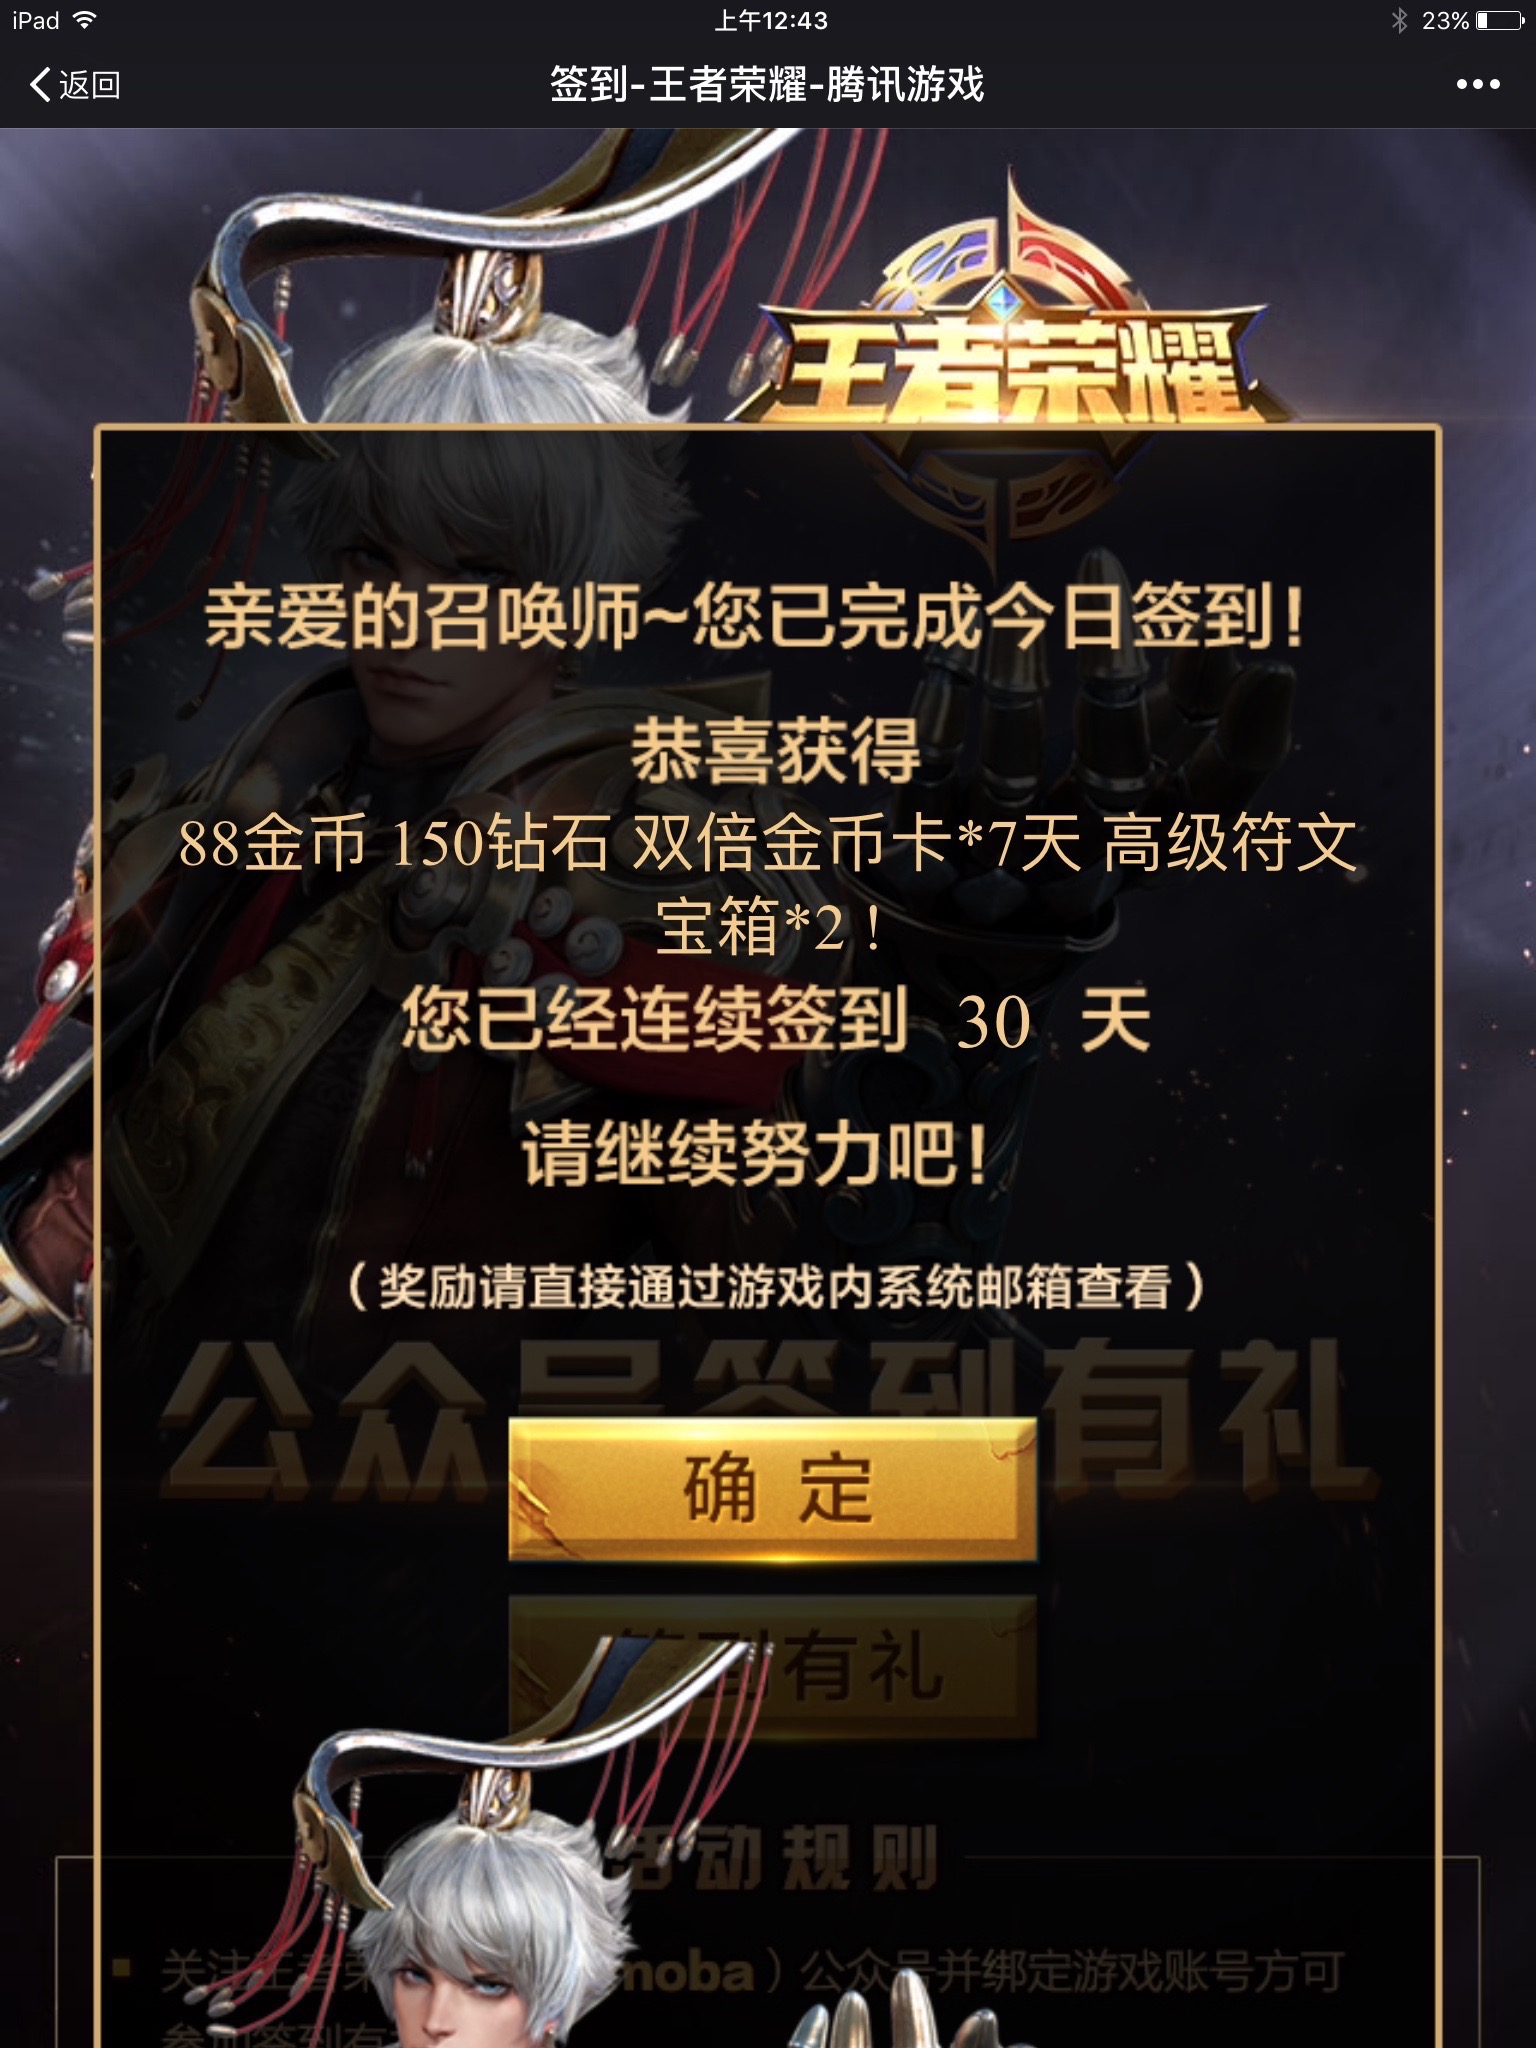 iPad
上午12:43
23%
返回
签到-王者荣耀-腾讯游戏
王者荣耀
亲爱的召唤师~您已完成今日签到！
恭喜获得
88金币 150钻石 双倍金币卡*7天 高级符文
宝箱*2！
您已经连续签到 30 天
请继续努力吧！
（奖励请直接通过游戏内系统邮箱查看）
公众号签到有礼
确 定
签到有礼
活动规则
关注王者荣
moba）公众号并绑定游戏账号方可
参加签到有